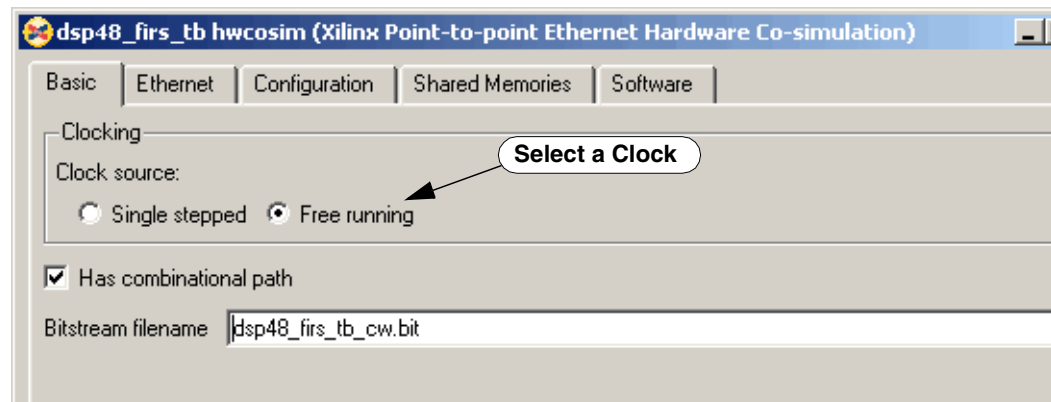 dsp48_firs_tb hwcosim (Xilinx Point-to-point Ethernet Hardware Co-simulation)
Basic Ethernet Configuration Shared Memories Software
Clocking
Select a Clock
Clock source:
Single stepped Free running
Has combinational path
Bitstream filename dsp48_firs_tb_cw.bit